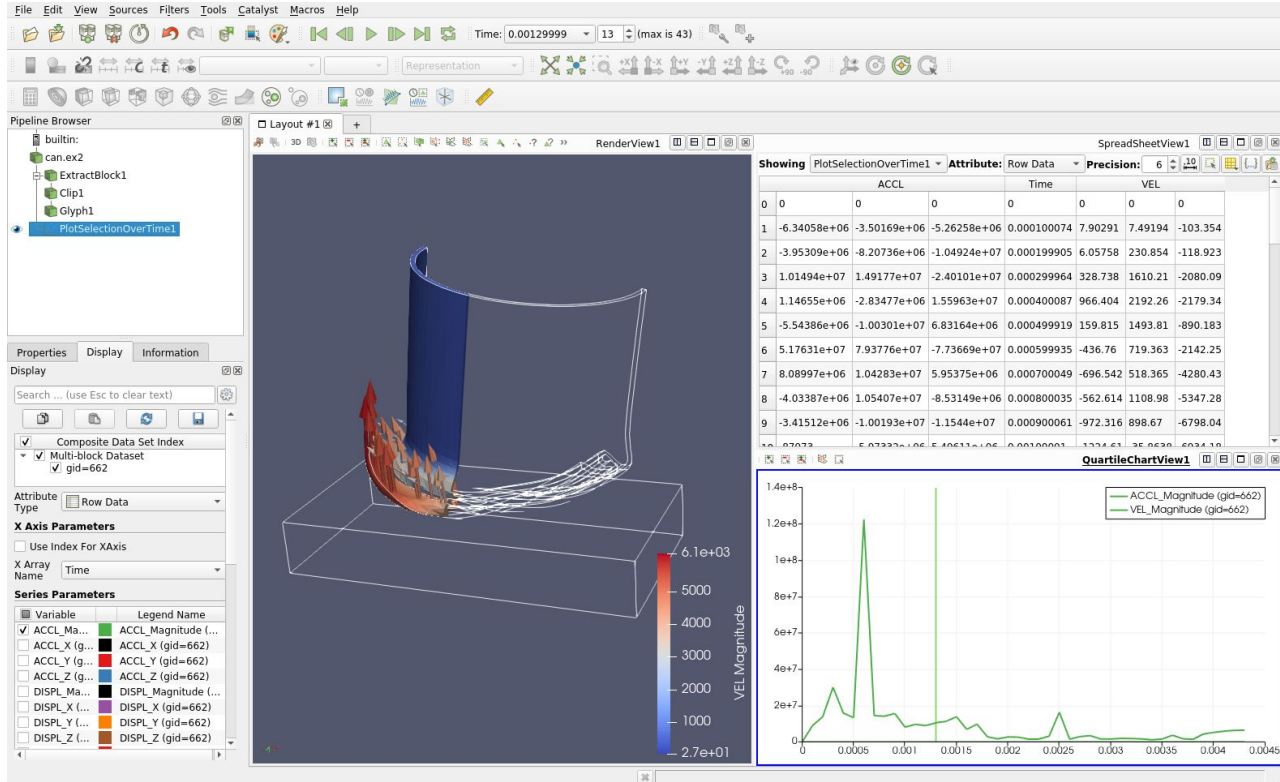 File Edit View Sources Filters Tools Catalyst Macros Help
Time: 0.00129999 13 (max is 43)
Representation
+X -X +Y -Y +Z -Z +90 -90
Pipeline Browser
builtin:
can.ex2
ExtractBlock1
Clip1
Glyph1
PlotSelectionOverTime1
Properties Display Information
Display
Search ... (use Esc to clear text)
Composite Data Set Index
Multi-block Dataset
gid=662
Attribute Type Row Data
X Axis Parameters
Use Index For XAxis
X Array Name Time
Series Parameters
Variable Legend Name
ACCL_Ma... ACCL_Magnitude (...
ACCL_X (g... ACCL_X (gid=662)
ACCL_Y (g... ACCL_Y (gid=662)
ACCL_Z (g... ACCL_Z (gid=662)
DISPL_Ma... DISPL_Magnitude (...
DISPL_X (... DISPL_X (gid=662)
DISPL_Y (... DISPL_Y (gid=662)
DISPL_Z (... DISPL_Z (gid=662)
Layout #1 +
3D RenderView1
6.1e+03
5000
4000
3000
2000
1000
2.7e+01
VEL Magnitude
SpreadSheetView1
Showing PlotSelectionOverTime1 Attribute: Row Data Precision: 6
ACCL Time VEL
0 0 0 0 0 0 0 0
1 -6.34058e+06 -3.50169e+06 -5.26258e+06 0.000100074 7.90291 7.49194 -103.354
2 -3.95309e+06 -8.20736e+06 -1.04924e+07 0.000199905 6.05758 230.854 -118.923
3 1.01494e+07 1.49177e+07 -2.40101e+07 0.000299964 328.738 1610.21 -2080.09
4 1.14655e+06 -2.83477e+06 1.55963e+07 0.000400087 966.404 2192.26 -2179.34
5 -5.54386e+06 -1.00301e+07 6.83164e+06 0.000499919 159.815 1493.81 -890.183
6 5.17631e+07 7.93776e+07 -7.73669e+07 0.000599935 -436.76 719.363 -2142.25
7 8.08997e+06 1.04283e+07 5.95375e+06 0.000700049 -696.542 518.365 -4280.43
8 -4.03387e+06 1.05407e+07 -8.53149e+06 0.000800035 -562.614 1108.98 -5347.28
9 -3.41512e+06 -1.00193e+07 -1.1544e+07 0.000900061 -972.316 898.67 -6798.04
QuartileChartView1
ACCL_Magnitude (gid=662)
VEL_Magnitude (gid=662)
1.4e+8
1.2e+8
1e+8
8e+7
6e+7
4e+7
2e+7
0
0 0.0005 0.001 0.0015 0.002 0.0025 0.003 0.0035 0.004 0.0045